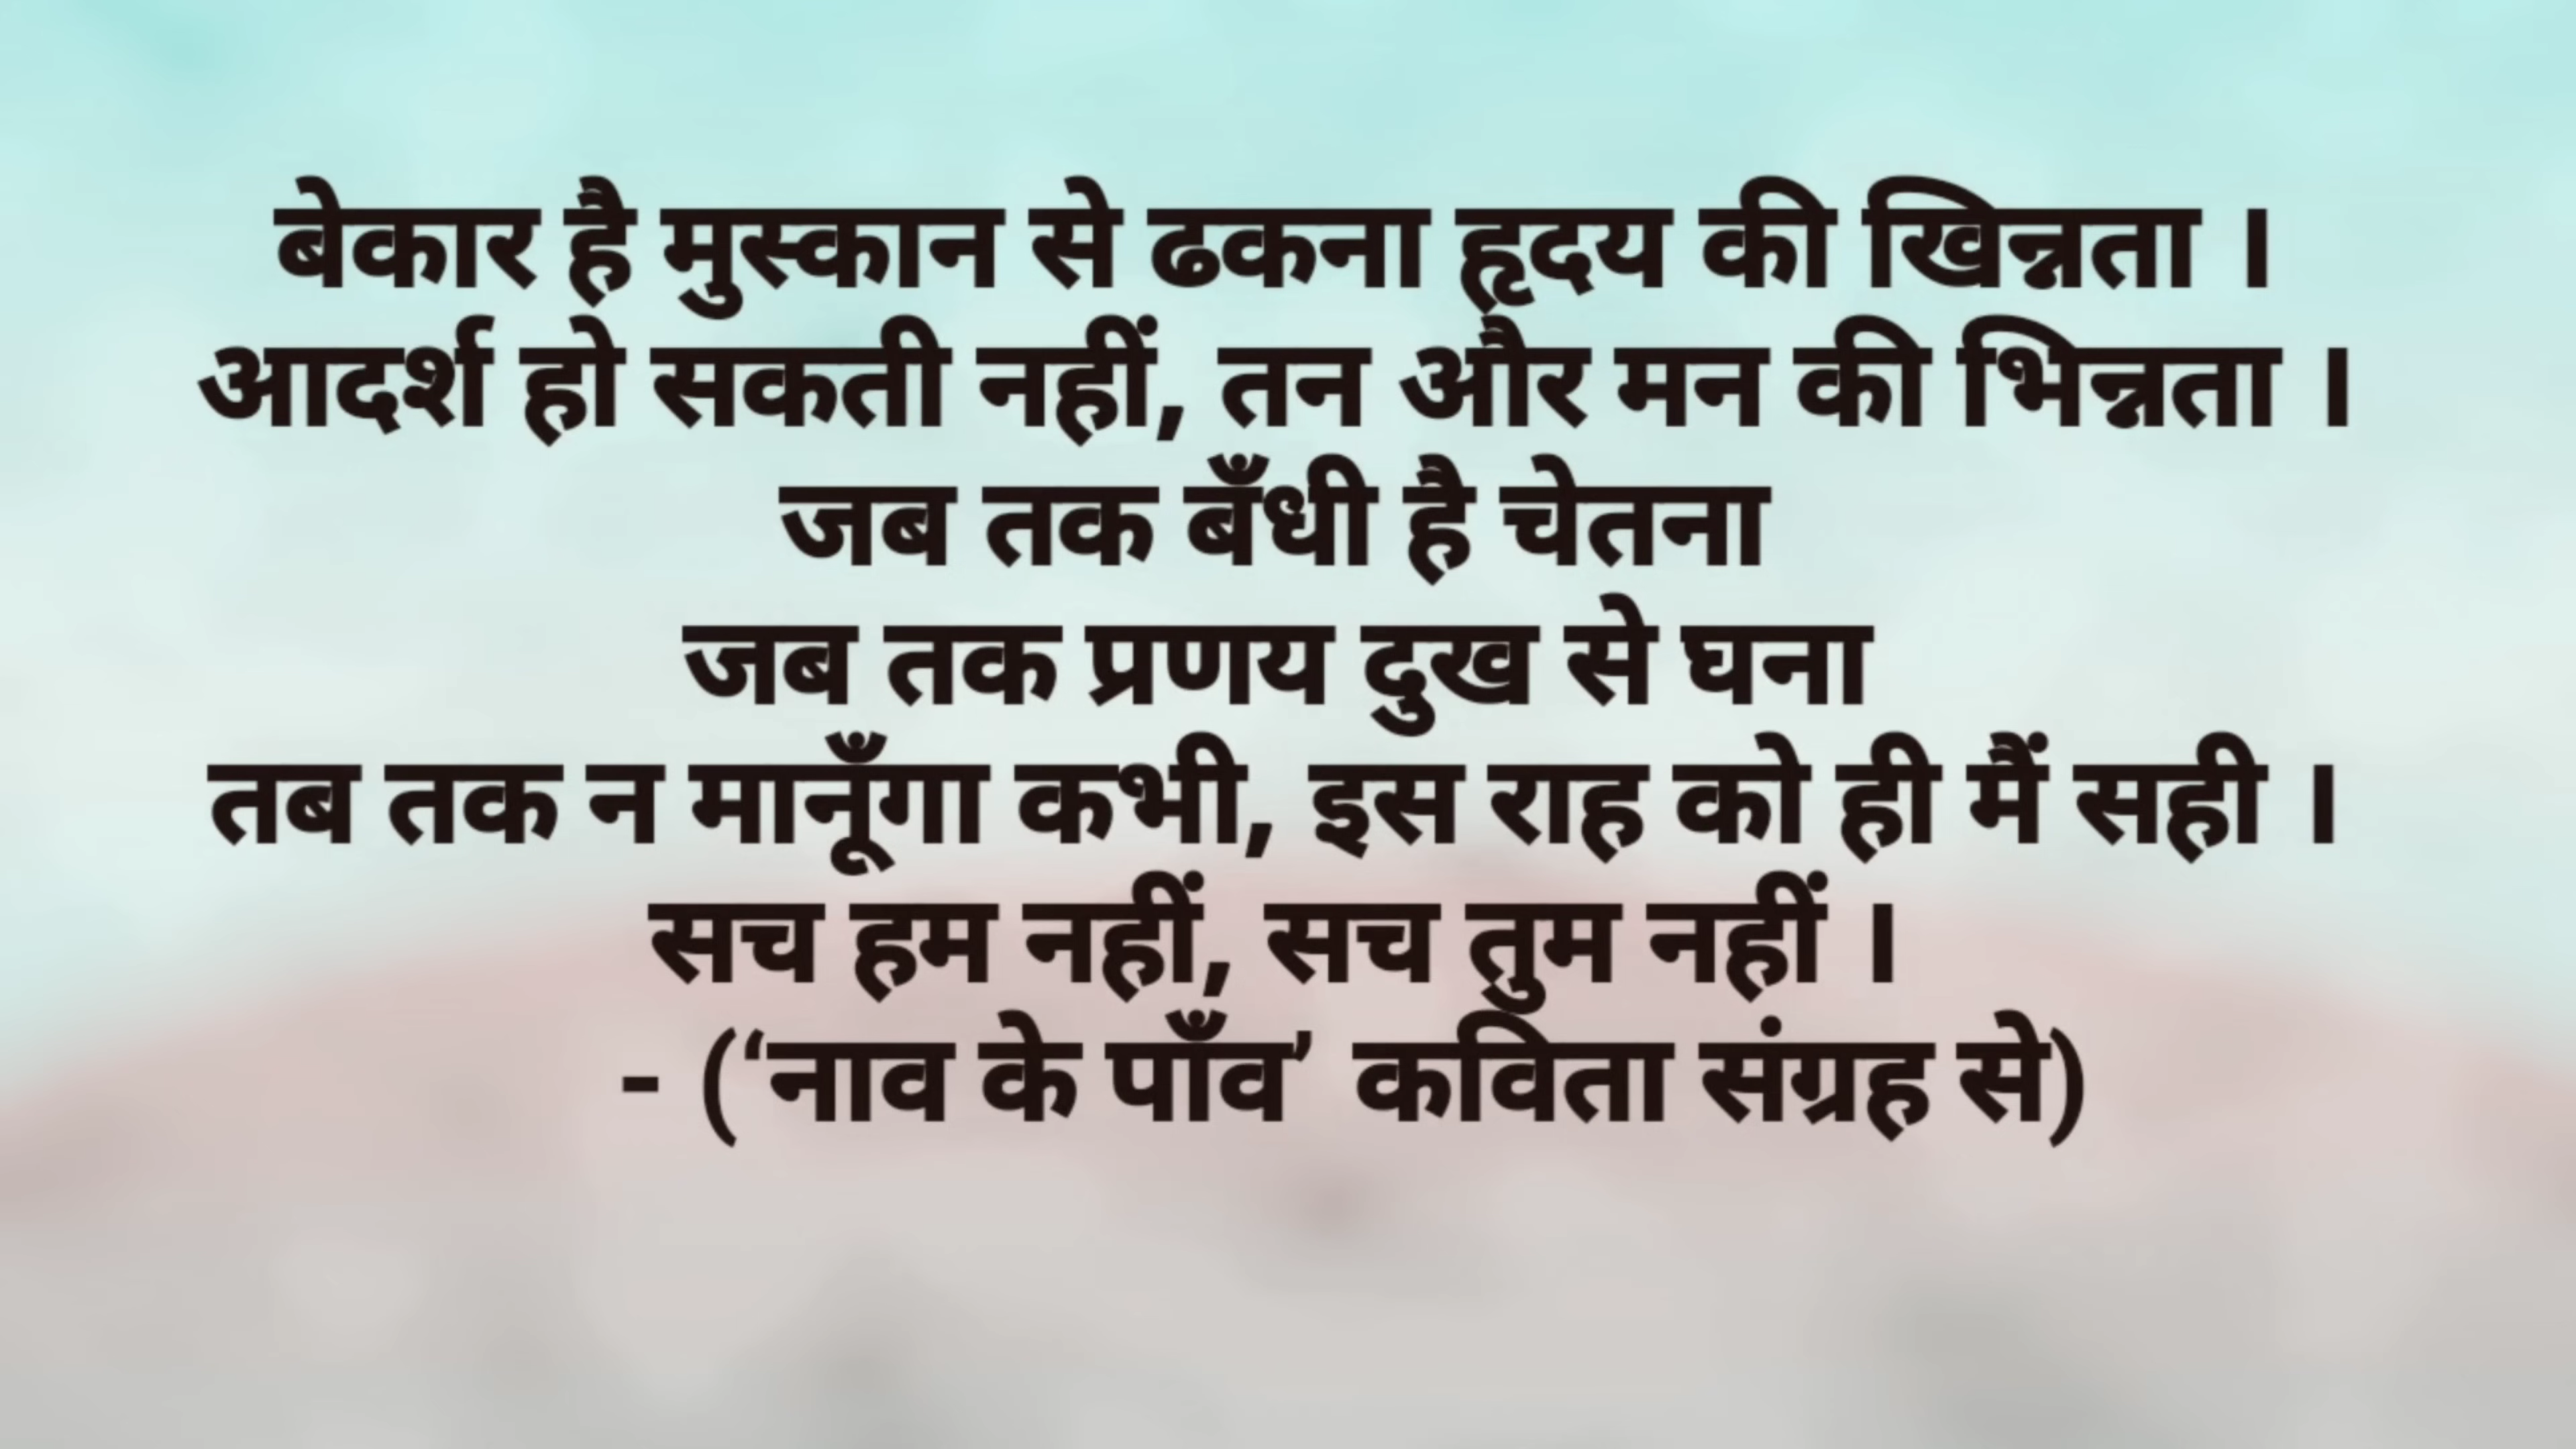 बेकार है मुस्कान से ढकना हृदय की खिन्नता ।
आदर्श हो सकती नहीं, तन और मन की भिन्नता ।
जब तक बँधी है चेतना
जब तक प्रणय दुख से घना
तब तक न मानूँगा कभी, इस राह को ही मैं सही ।
सच हम नहीं, सच तुम नहीं ।
- (‘नाव के पाँव’ कविता संग्रह से)